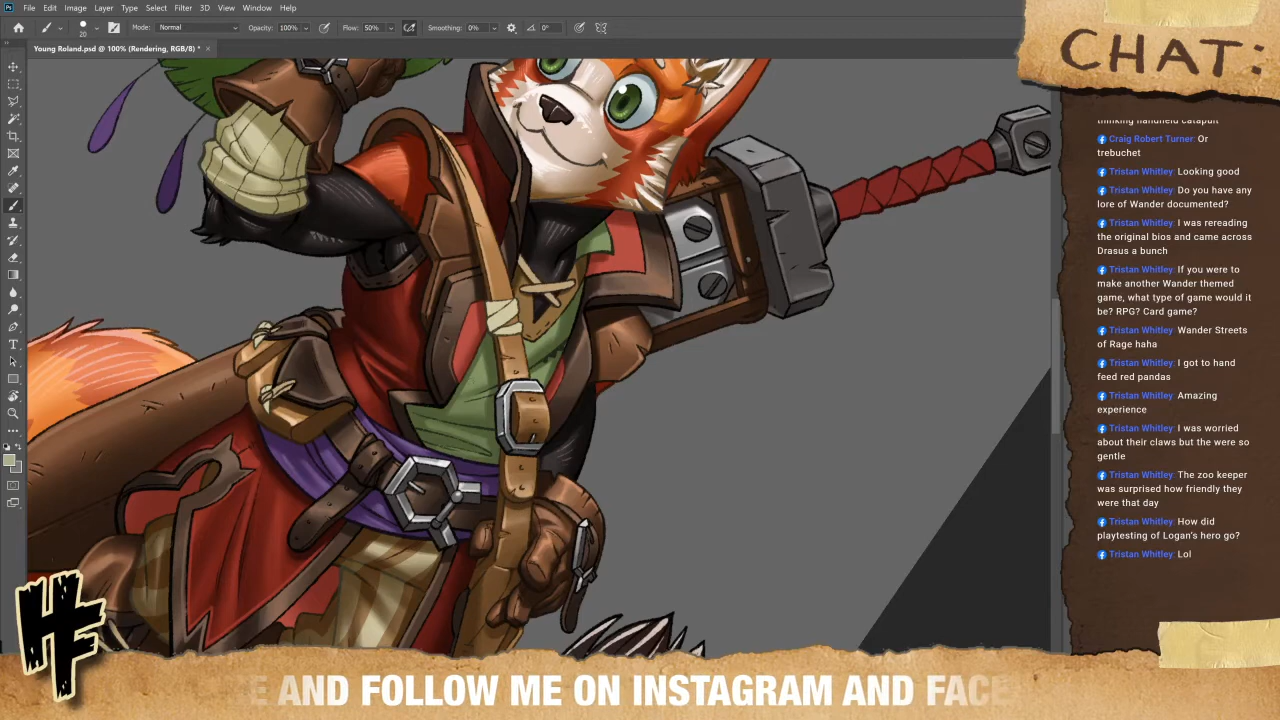 File Edit Image Layer Type Select Filter 3D View Window Help
20 Mode: Normal Opacity: 100% Flow: 50% Smoothing: 0% 0°
Young Roland.psd @ 100% (Rendering, RGB/8) * ×
CHAT:
thinking handheld catapult
Craig Robert Turner: Or
trebuchet
Tristan Whitley: Looking good
Tristan Whitley: Do you have any
lore of Wander documented?
Tristan Whitley: I was rereading
the original bios and came across
Drasus a bunch
Tristan Whitley: If you were to
make another Wander themed
game, what type of game would it
be? RPG? Card game?
Tristan Whitley: Wander Streets
of Rage haha
Tristan Whitley: I got to hand
feed red pandas
Tristan Whitley: Amazing
experience
Tristan Whitley: I was worried
about their claws but the were so
gentle
Tristan Whitley: The zoo keeper
was surprised how friendly they
were that day
Tristan Whitley: How did
playtesting of Logan's hero go?
Tristan Whitley: Lol
HF
E AND FOLLOW ME ON INSTAGRAM AND FACE